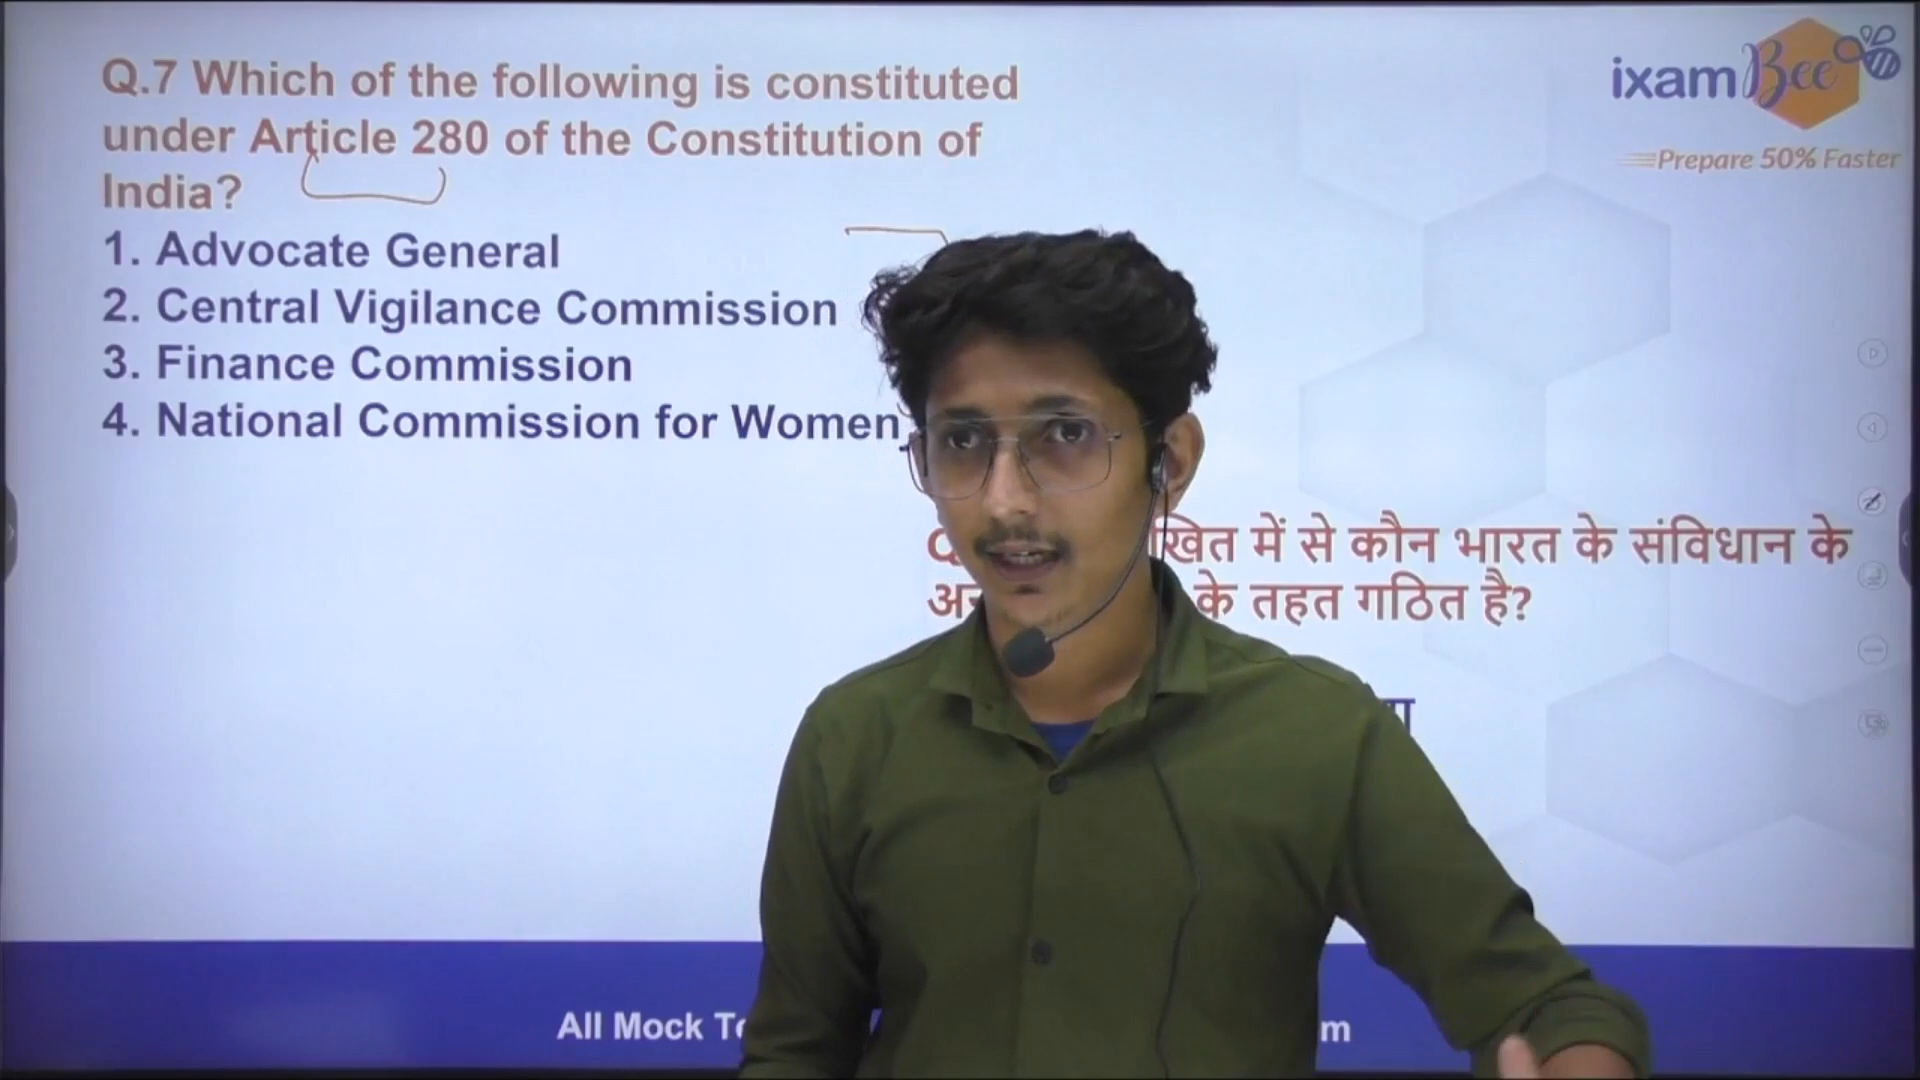 Q.7 Which of the following is constituted
under Article 280 of the Constitution of
India?
1. Advocate General
2. Central Vigilance Commission
3. Finance Commission
4. National Commission for Women
ixamBee
Prepare 50% Faster
में से कौन भारत के संविधान के
के तहत गठित है?
All Mock